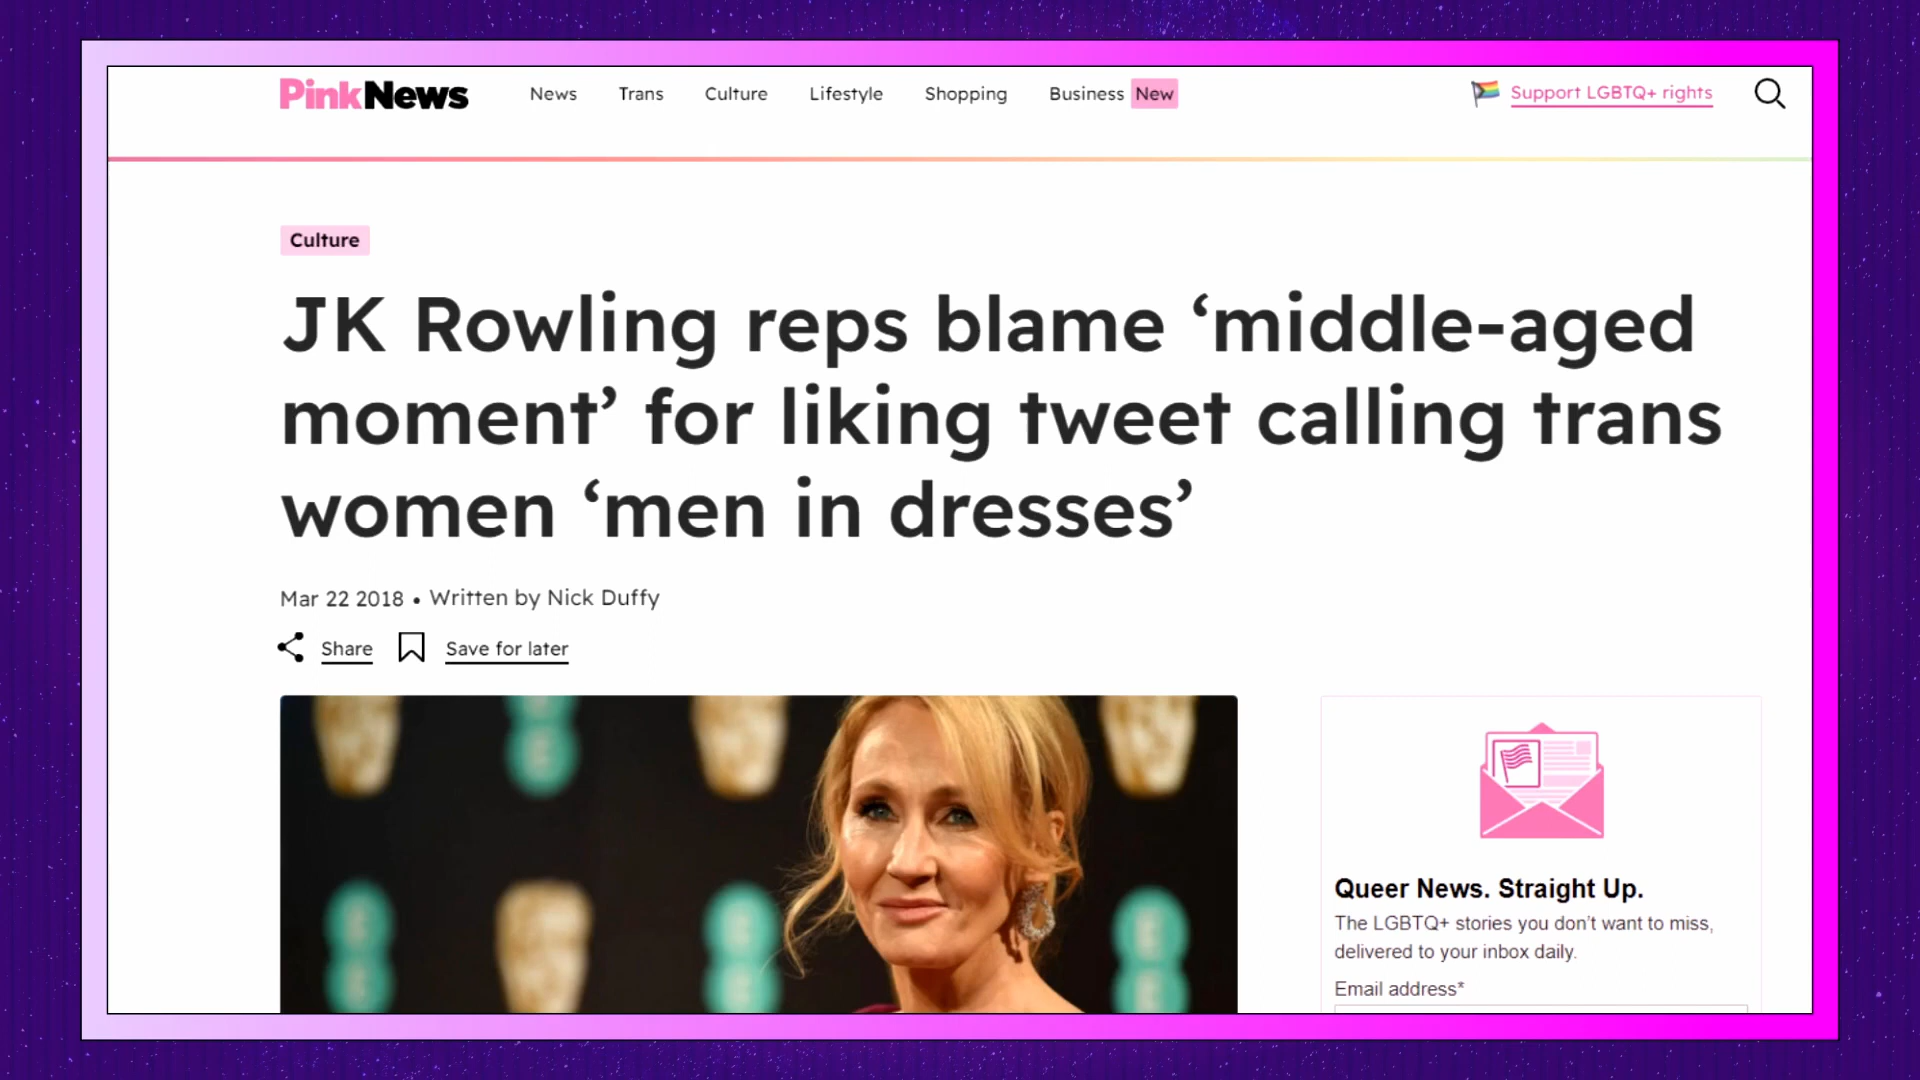 PinkNews News Trans Culture Lifestyle Shopping Business New Support LGBTQ+ rights
Culture
JK Rowling reps blame ‘middle-aged
moment’ for liking tweet calling trans
women ‘men in dresses’
Mar 22 2018 • Written by Nick Duffy
Share Save for later
Queer News. Straight Up.
The LGBTQ+ stories you don’t want to miss,
delivered to your inbox daily.
Email address*